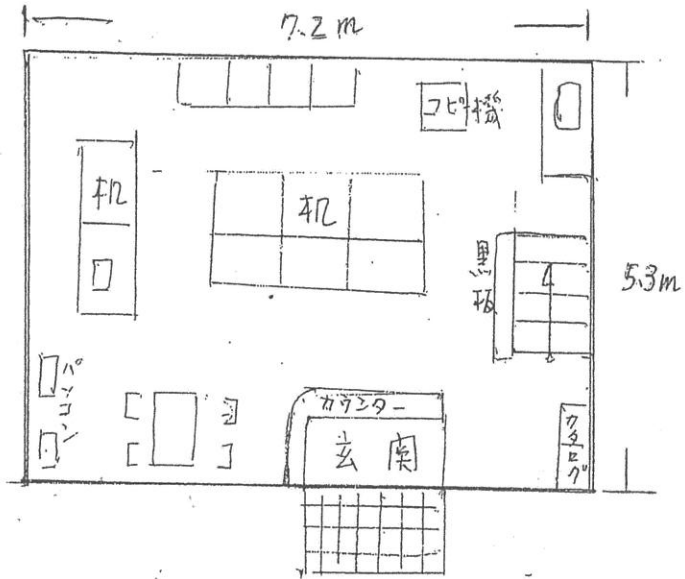 7.2m
コピー機
机
机
黒板
5.3m
パソコン
カウンター
玄関
カタログ